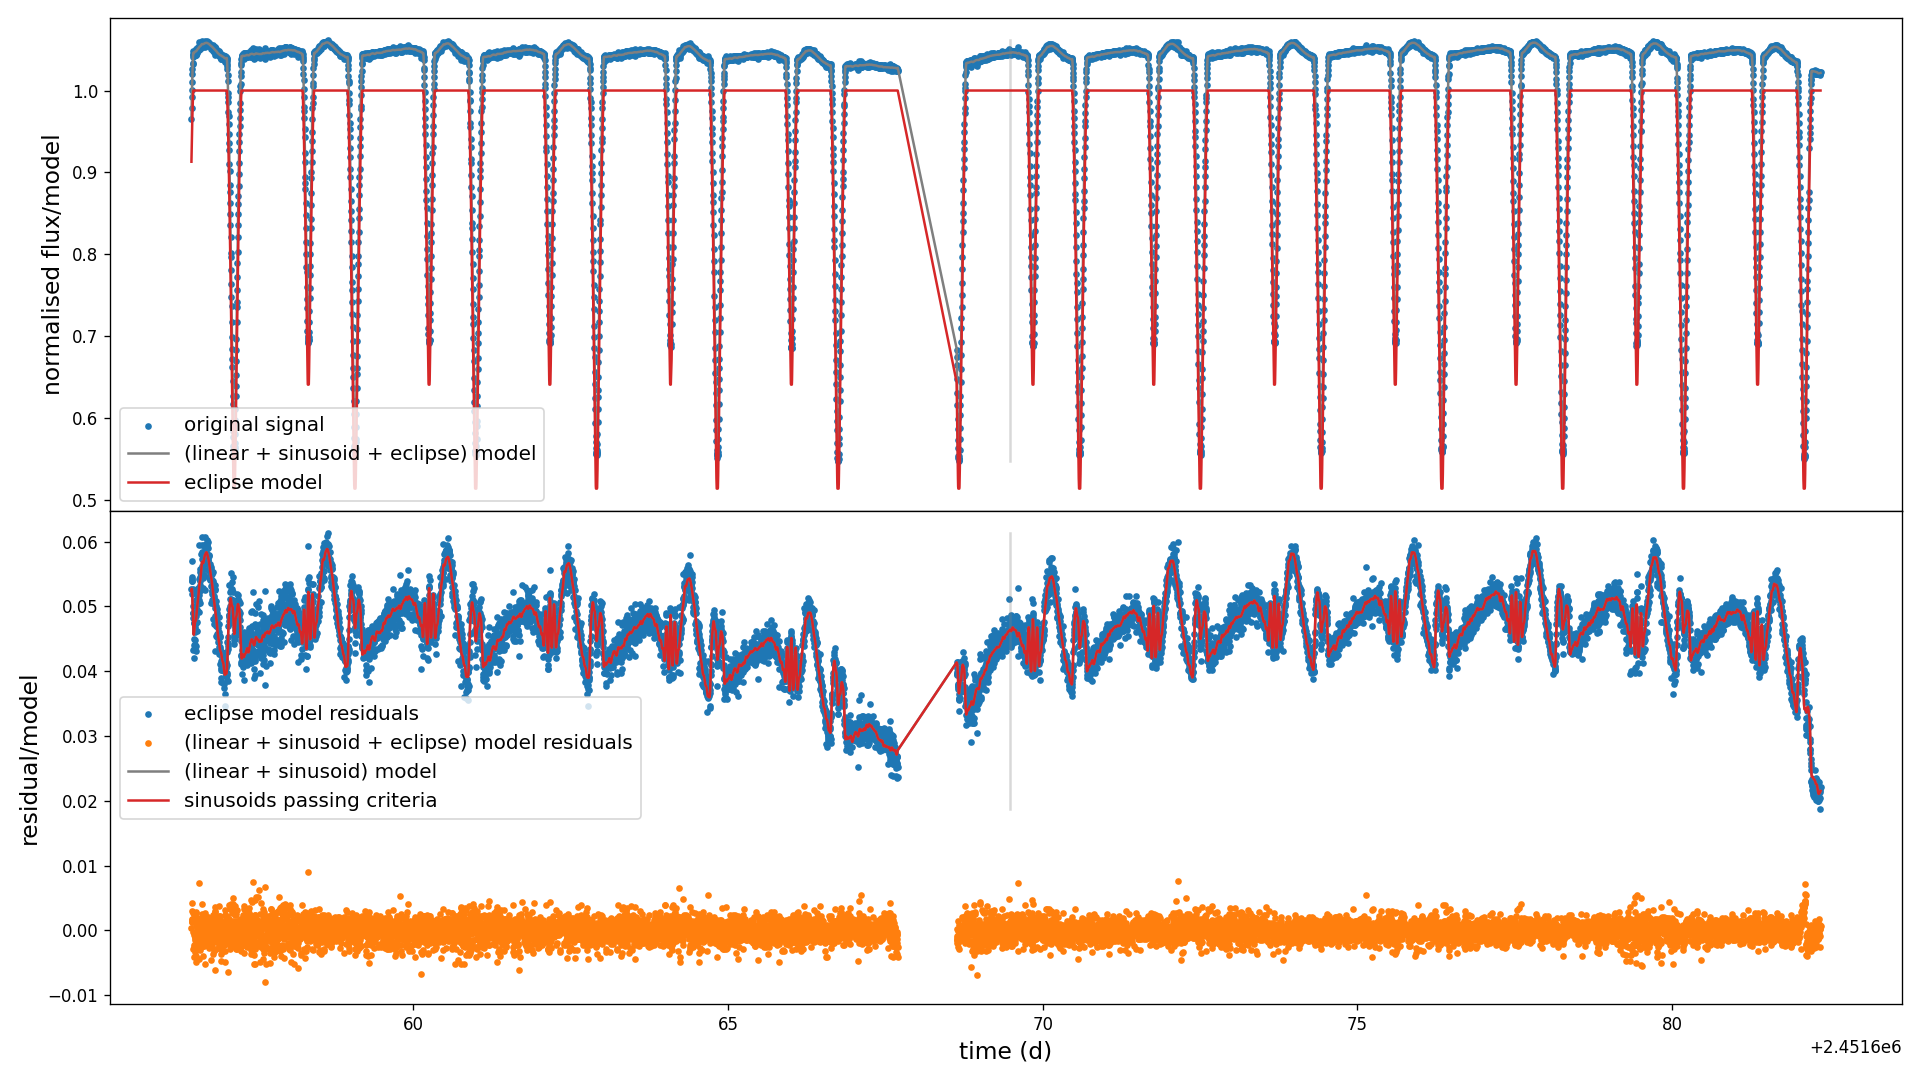 normalised flux/model
1.0
0.9
0.8
0.7
0.6
0.5
original signal
(linear + sinusoid + eclipse) model
eclipse model
residual/model
0.06
0.05
0.04
0.03
0.02
0.01
0.00
−0.01
eclipse model residuals
(linear + sinusoid + eclipse) model residuals
(linear + sinusoid) model
sinusoids passing criteria
60
65
70
75
80
time (d)
+2.4516e6